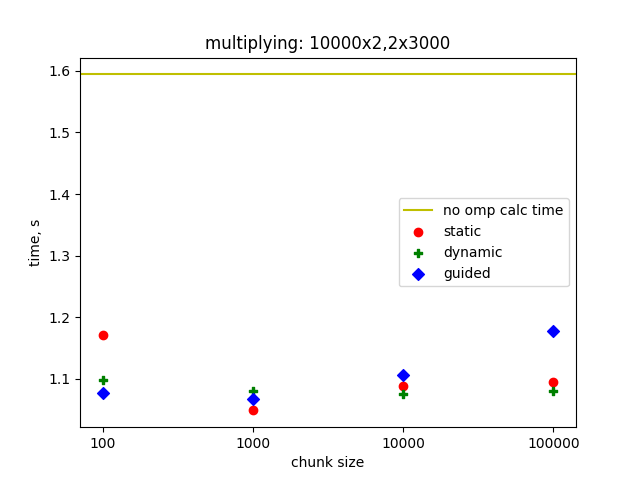 multiplying: 10000x2,2x3000
1.6
1.5
1.4
1.3
1.2
1.1
time, s
no omp calc time
static
dynamic
guided
100
1000
10000
100000
chunk size